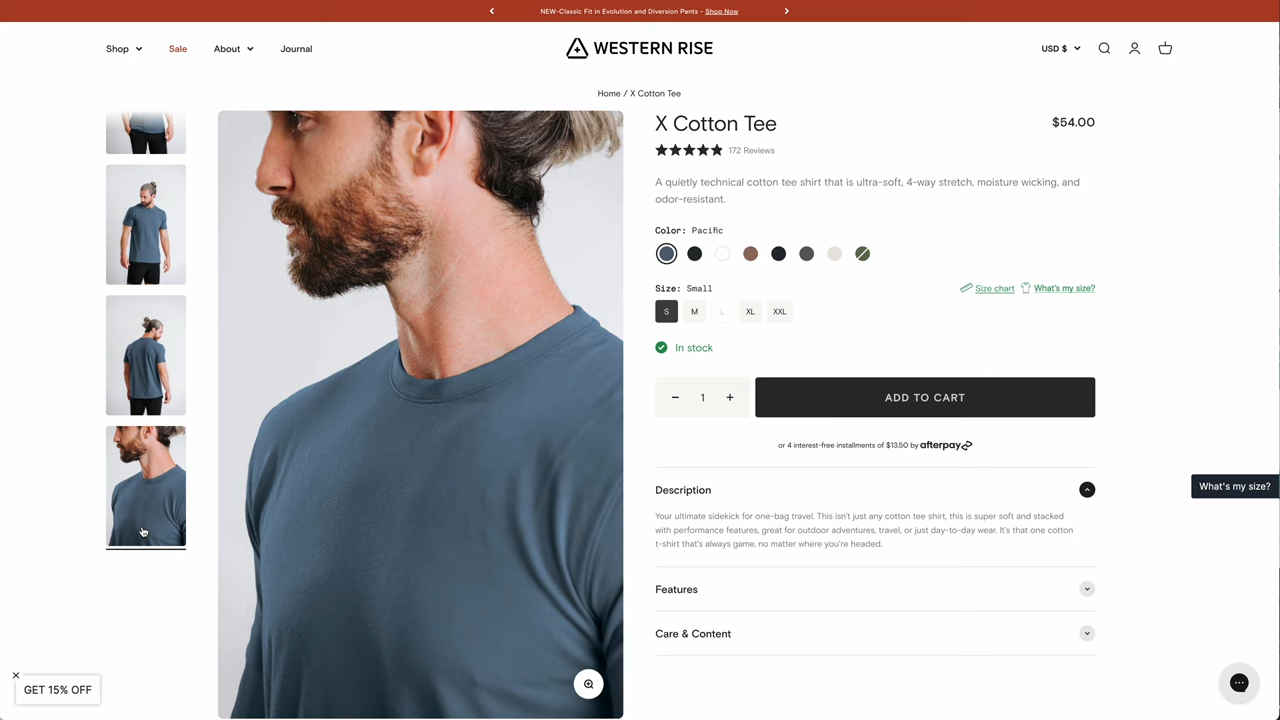 NEW-Classic Fit in Evolution and Diversion Pants - Shop Now
Shop Sale About Journal
WESTERN RISE
USD $
Home / X Cotton Tee
X Cotton Tee
$54.00
172 Reviews
A quietly technical cotton tee shirt that is ultra-soft, 4-way stretch, moisture wicking, and
odor-resistant.
Color: Pacific
Size: Small
Size chart
What's my size?
S M L XL XXL
In stock
− 1 +
ADD TO CART
or 4 interest-free installments of $13.50 by afterpay
Description
Your ultimate sidekick for one-bag travel. This isn't just any cotton tee shirt, this is super soft and stacked
with performance features, great for outdoor adventures, travel, or just day-to-day wear. It's that one cotton
t-shirt that's always game, no matter where you're headed.
Features
Care & Content
What's my size?
GET 15% OFF